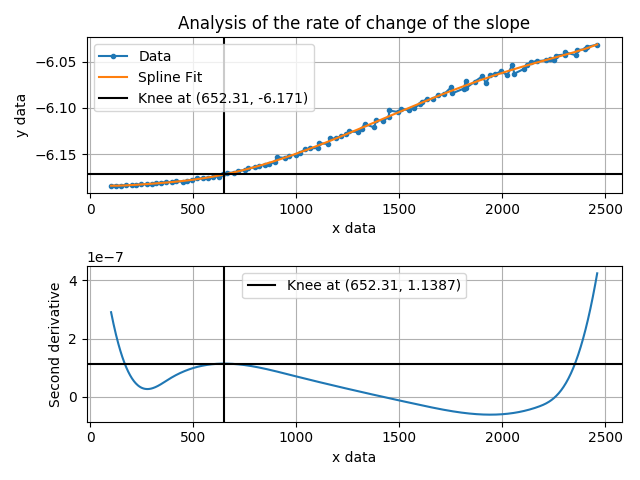 Analysis of the rate of change of the slope
Data
Spline Fit
Knee at (652.31, -6.171)
y data
−6.05
−6.10
−6.15
0 500 1000 1500 2000 2500
x data
1e−7
Knee at (652.31, 1.1387)
Second derivative
4
2
0
0 500 1000 1500 2000 2500
x data